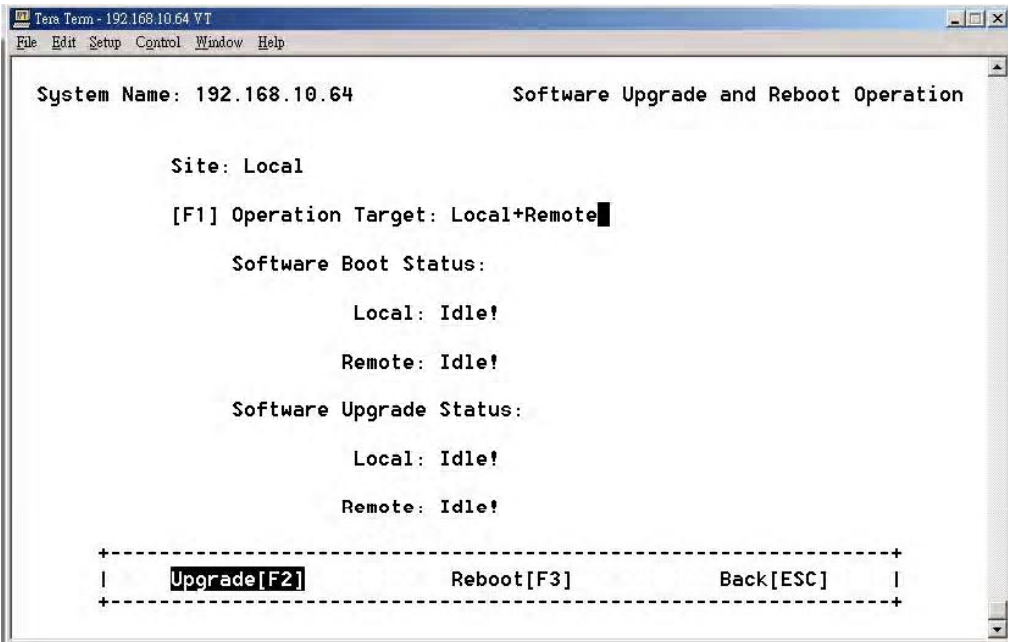 Tera Term - 192.168.10.64 VT
File Edit Setup Control Window Help
System Name: 192.168.10.64 Software Upgrade and Reboot Operation
Site: Local
[F1] Operation Target: Local+Remote
Software Boot Status:
Local: Idle!
Remote: Idle!
Software Upgrade Status:
Local: Idle!
Remote: Idle!
+-----------------------------------------------------------------+
| Upgrade[F2] Reboot[F3] Back[ESC] |
+-----------------------------------------------------------------+